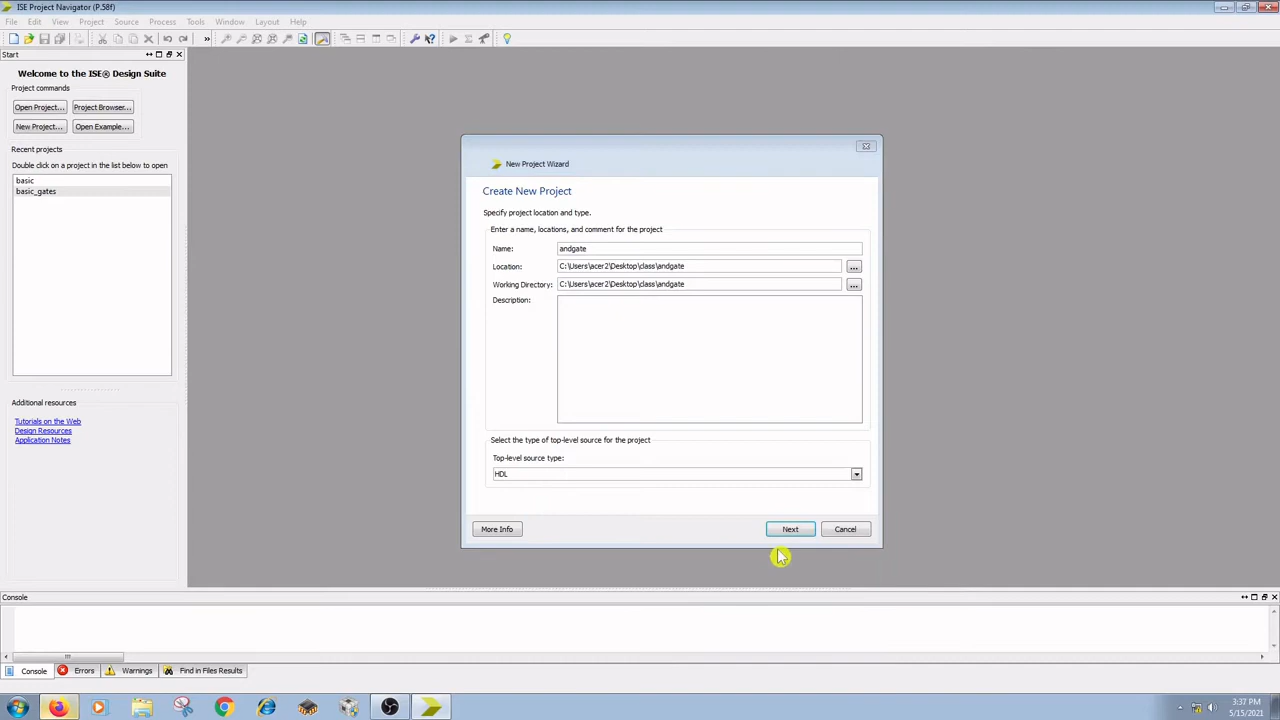 ISE Project Navigator (P.58f)
File Edit View Project Source Process Tools Window Layout Help
»
Start
Welcome to the ISE® Design Suite
Project commands
Open Project... Project Browser...
New Project... Open Example...
Recent projects
Double click on a project in the list below to open
basic
basic_gates
Additional resources
Tutorials on the Web
Design Resources
Application Notes
New Project Wizard
Create New Project
Specify project location and type.
Enter a name, locations, and comment for the project
Name: andgate
Location: C:\Users\acer2\Desktop\class\andgate ...
Working Directory: C:\Users\acer2\Desktop\class\andgate ...
Description:
Select the type of top-level source for the project
Top-level source type:
HDL
More Info Next Cancel
Console
Console Errors Warnings Find in Files Results
3:37 PM
5/15/2021